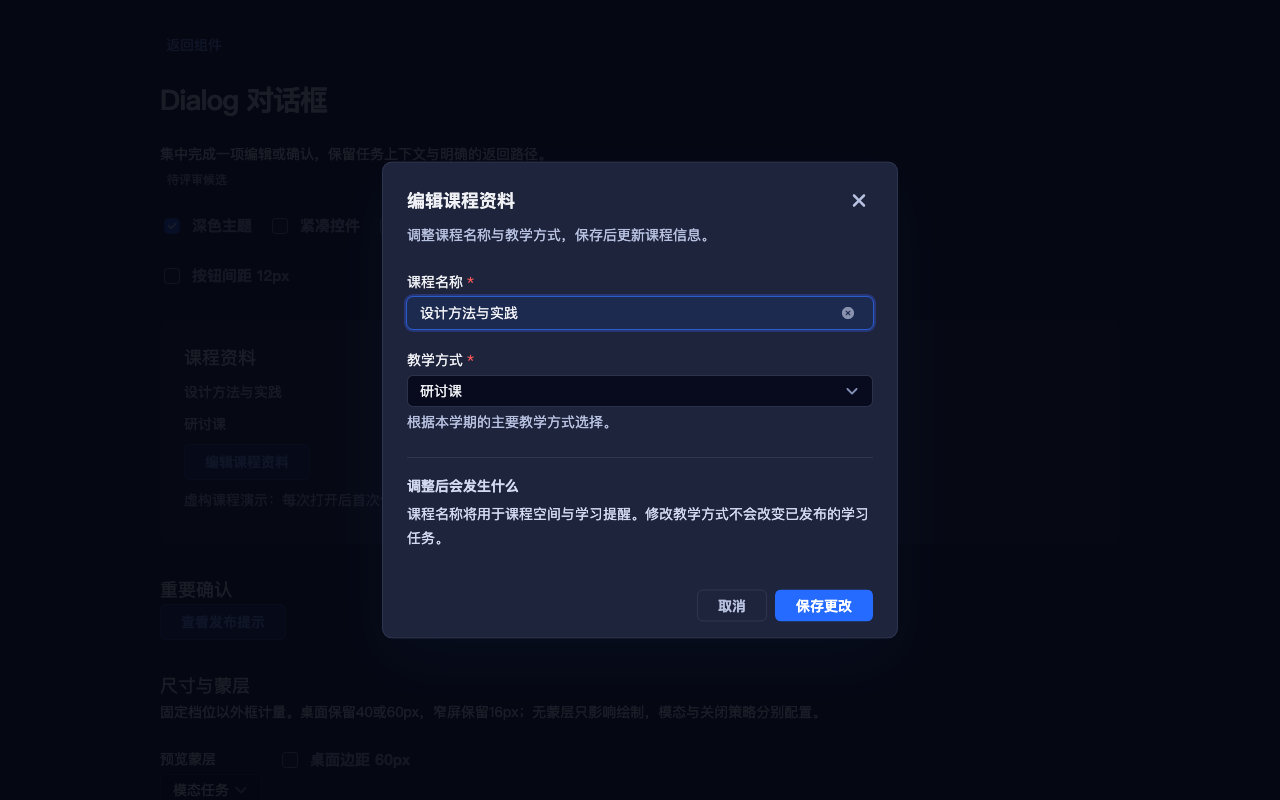 返回组件
Dialog 对话框
集中完成一项编辑或确认，保留任务上下文与明确的返回路径。
待评审候选
深色主题
紧凑控件
按钮间距 12px
课程资料
设计方法与实践
研讨课
编辑课程资料
虚构课程演示：每次打开后首次
重要确认
查看发布提示
尺寸与蒙层
固定档位以外框计量。桌面保留40或60px，窄屏保留16px；无蒙层只影响绘制，模态与关闭策略分别配置。
预览蒙层
桌面边距 60px
模态任务
编辑课程资料
调整课程名称与教学方式，保存后更新课程信息。
课程名称 *
设计方法与实践
教学方式 *
研讨课
根据本学期的主要教学方式选择。
调整后会发生什么
课程名称将用于课程空间与学习提醒。修改教学方式不会改变已发布的学习
任务。
取消
保存更改